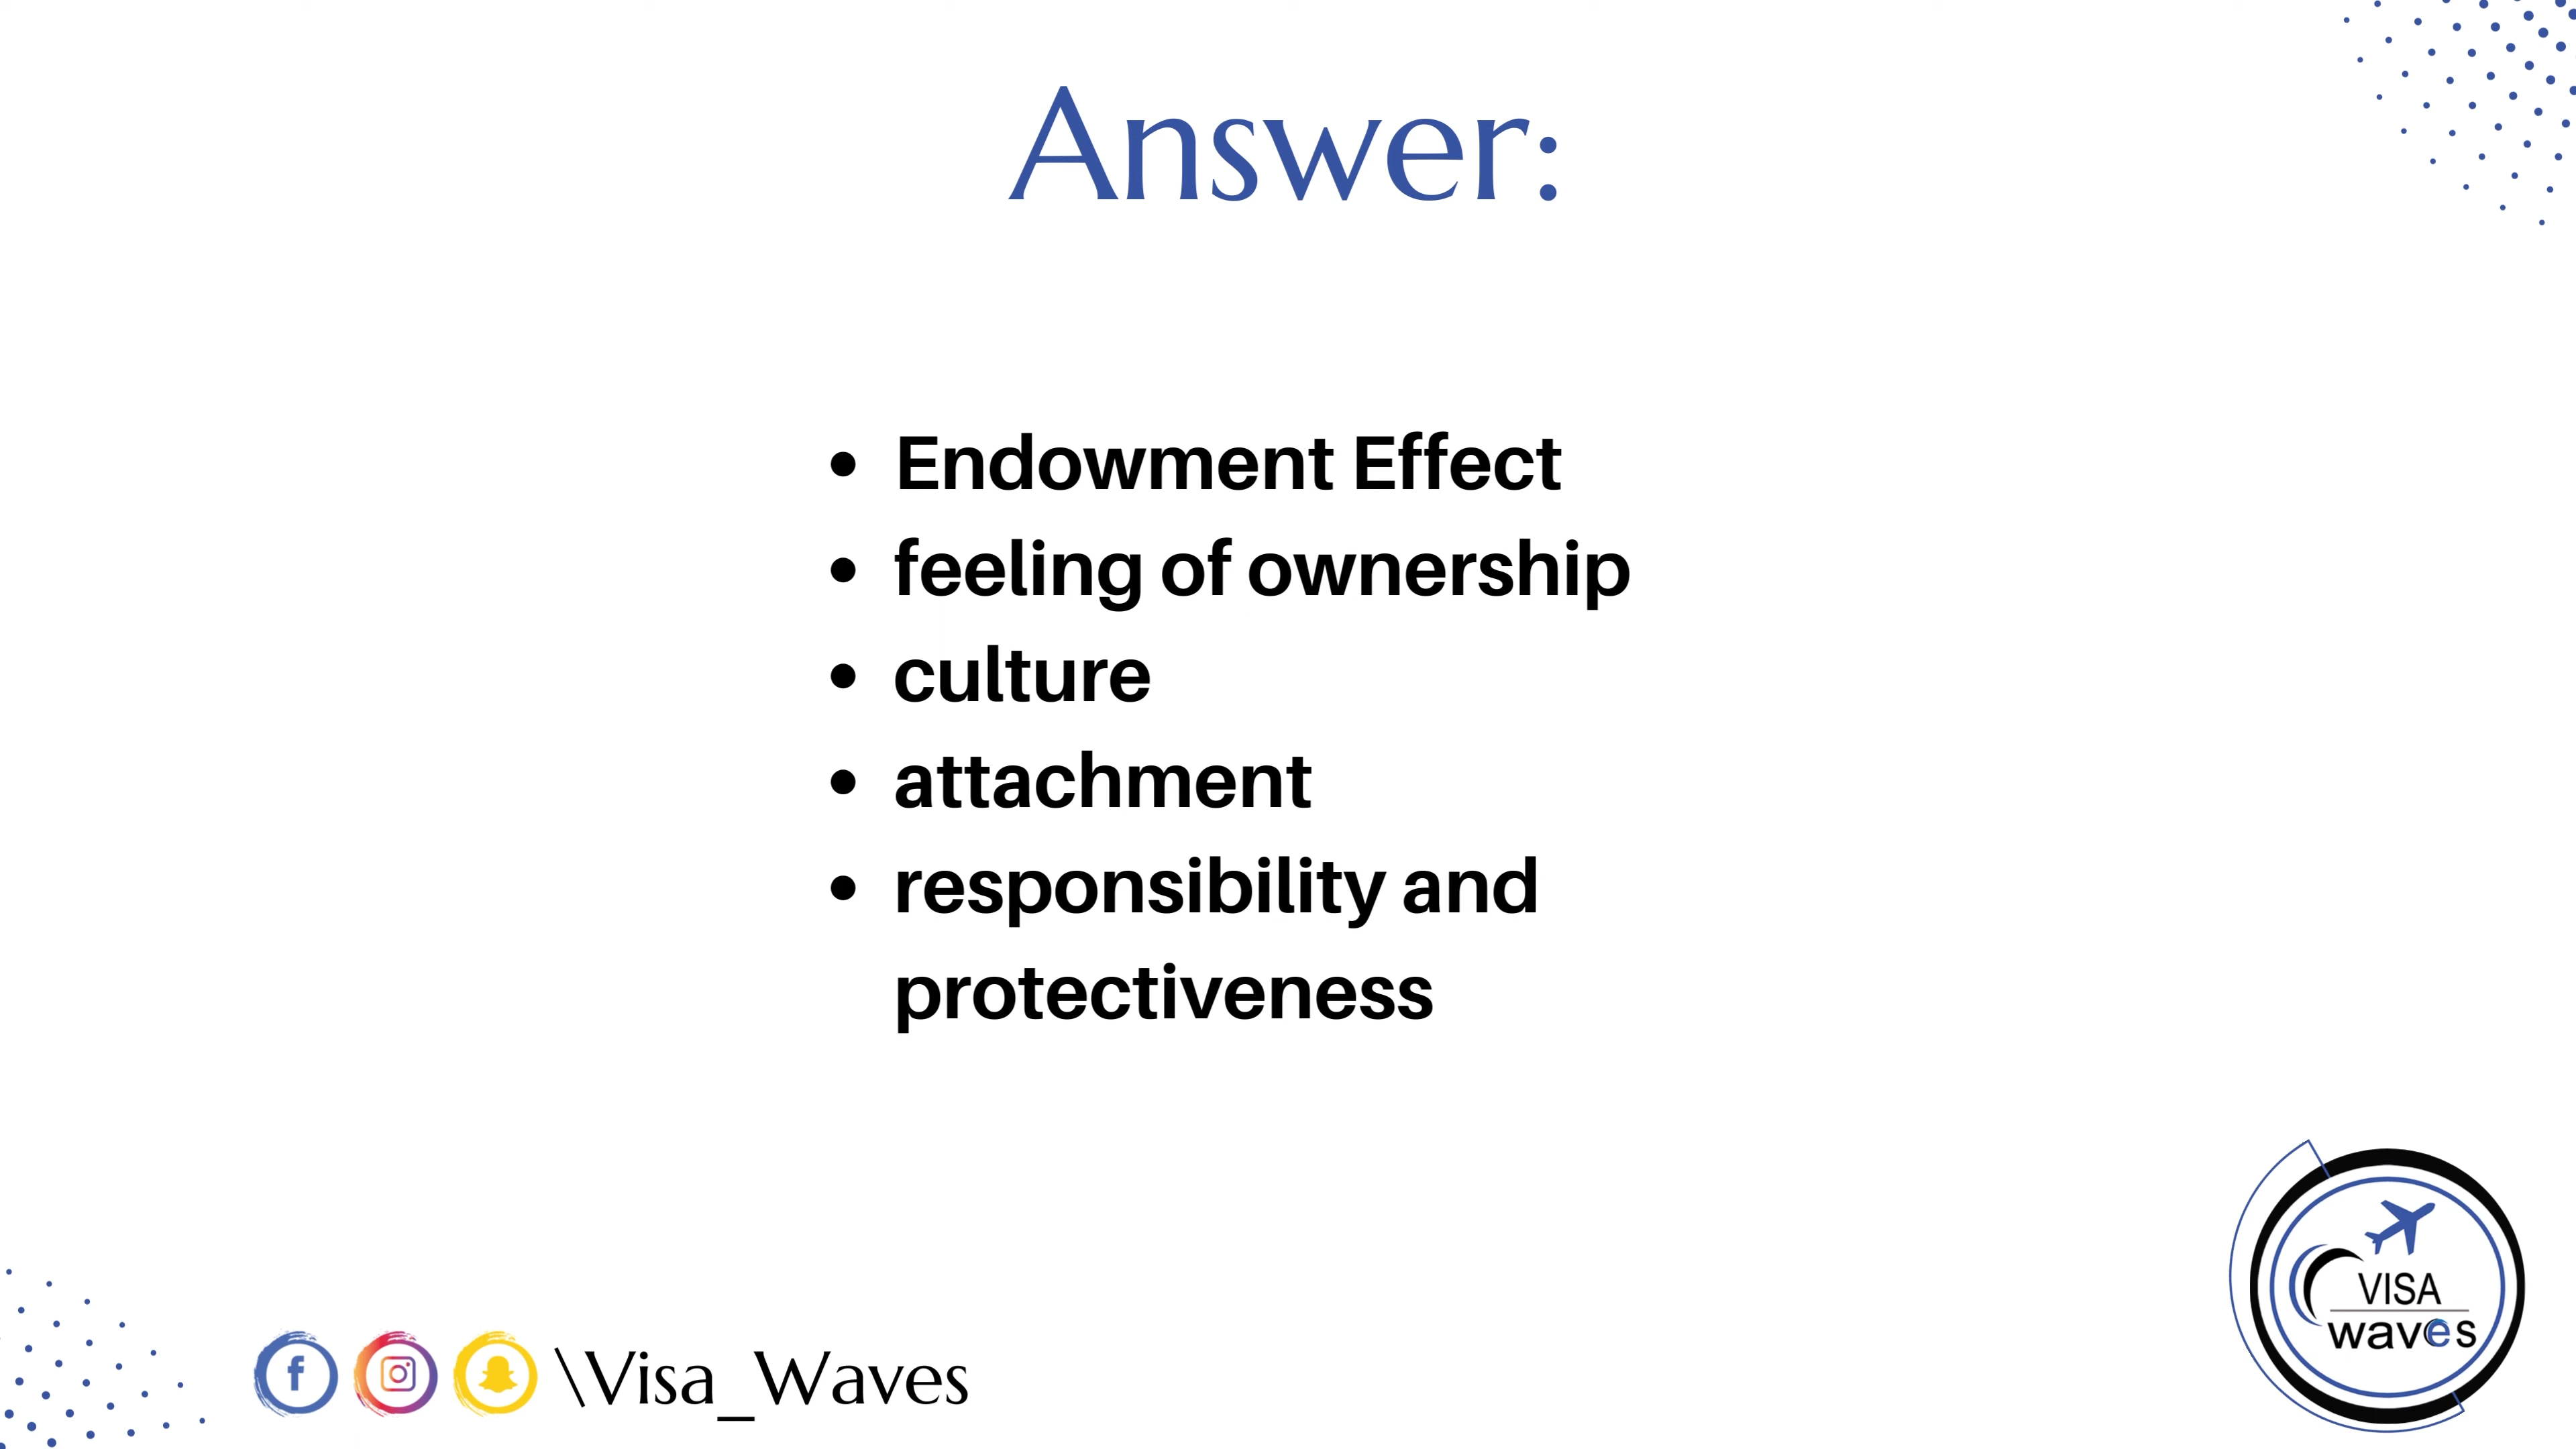 Answer:
• Endowment Effect
• feeling of ownership
• culture
• attachment
• responsibility and
protectiveness
\Visa_Waves
VISA
waves